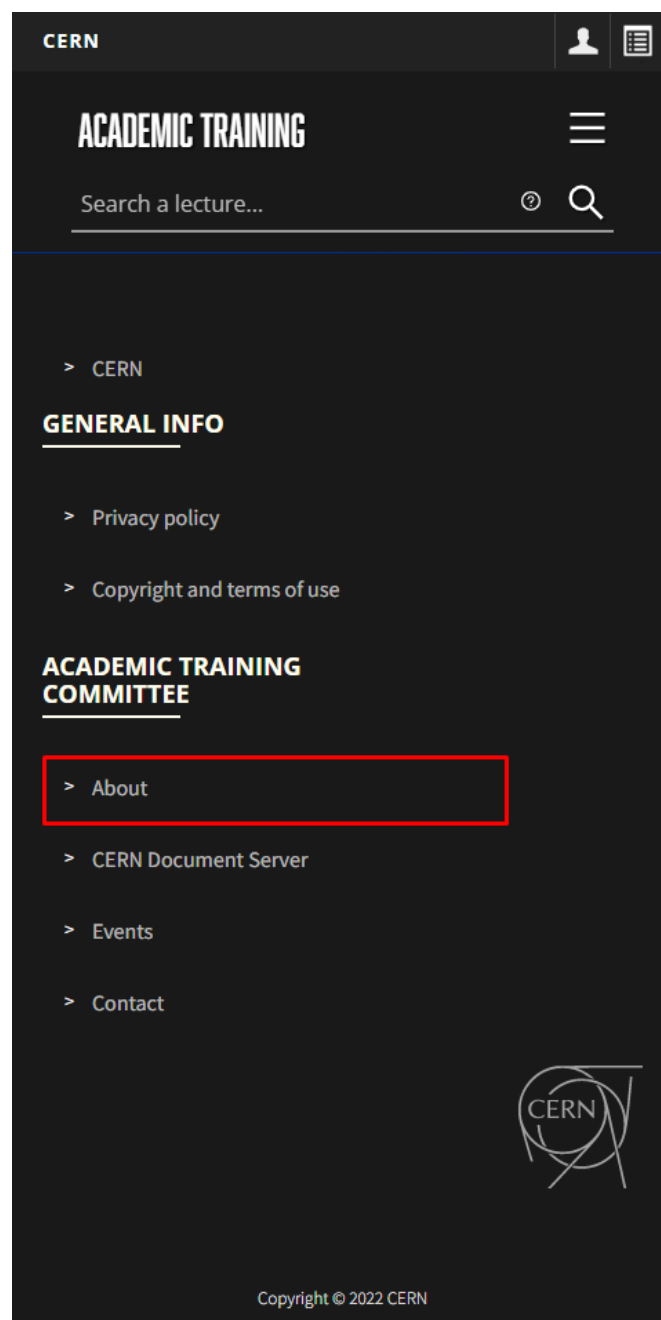 CERN
ACADEMIC TRAINING
Search a lecture...
> CERN
GENERAL INFO
> Privacy policy
> Copyright and terms of use
ACADEMIC TRAINING
COMMITTEE
> About
> CERN Document Server
> Events
> Contact
CERN
Copyright © 2022 CERN